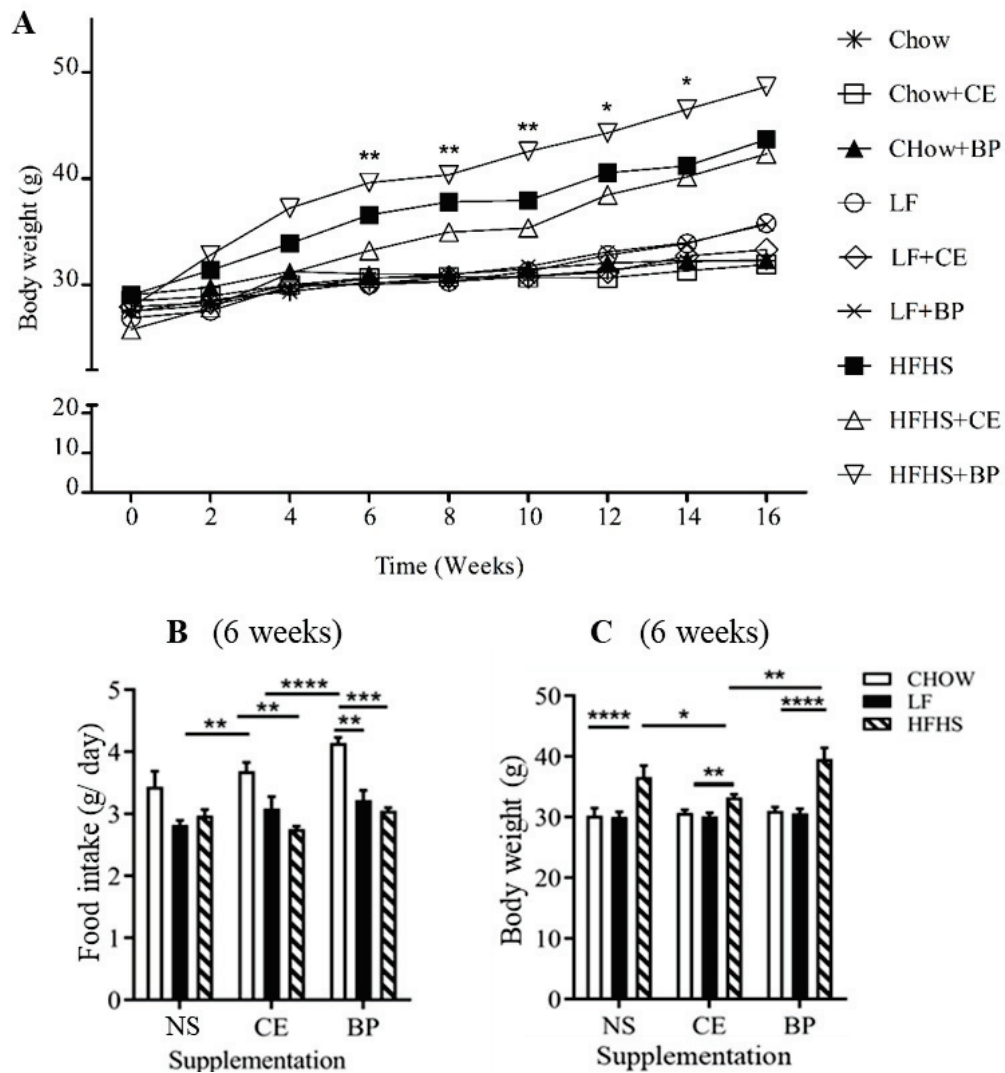 A
Body weight (g)
50
40
30
20
10
0
** ** ** * *
0 2 4 6 8 10 12 14 16
Time (Weeks)
Chow
Chow+CE
CHow+BP
LF
LF+CE
LF+BP
HFHS
HFHS+CE
HFHS+BP
B (6 weeks)
Food intake (g/ day)
5
4
3
2
1
0
****
** ** ***
**
NS CE BP
Supplementation
C (6 weeks)
Body weight (g)
50
40
30
20
10
0
**
**** * ****
**
NS CE BP
Supplementation
CHOW
LF
HFHS